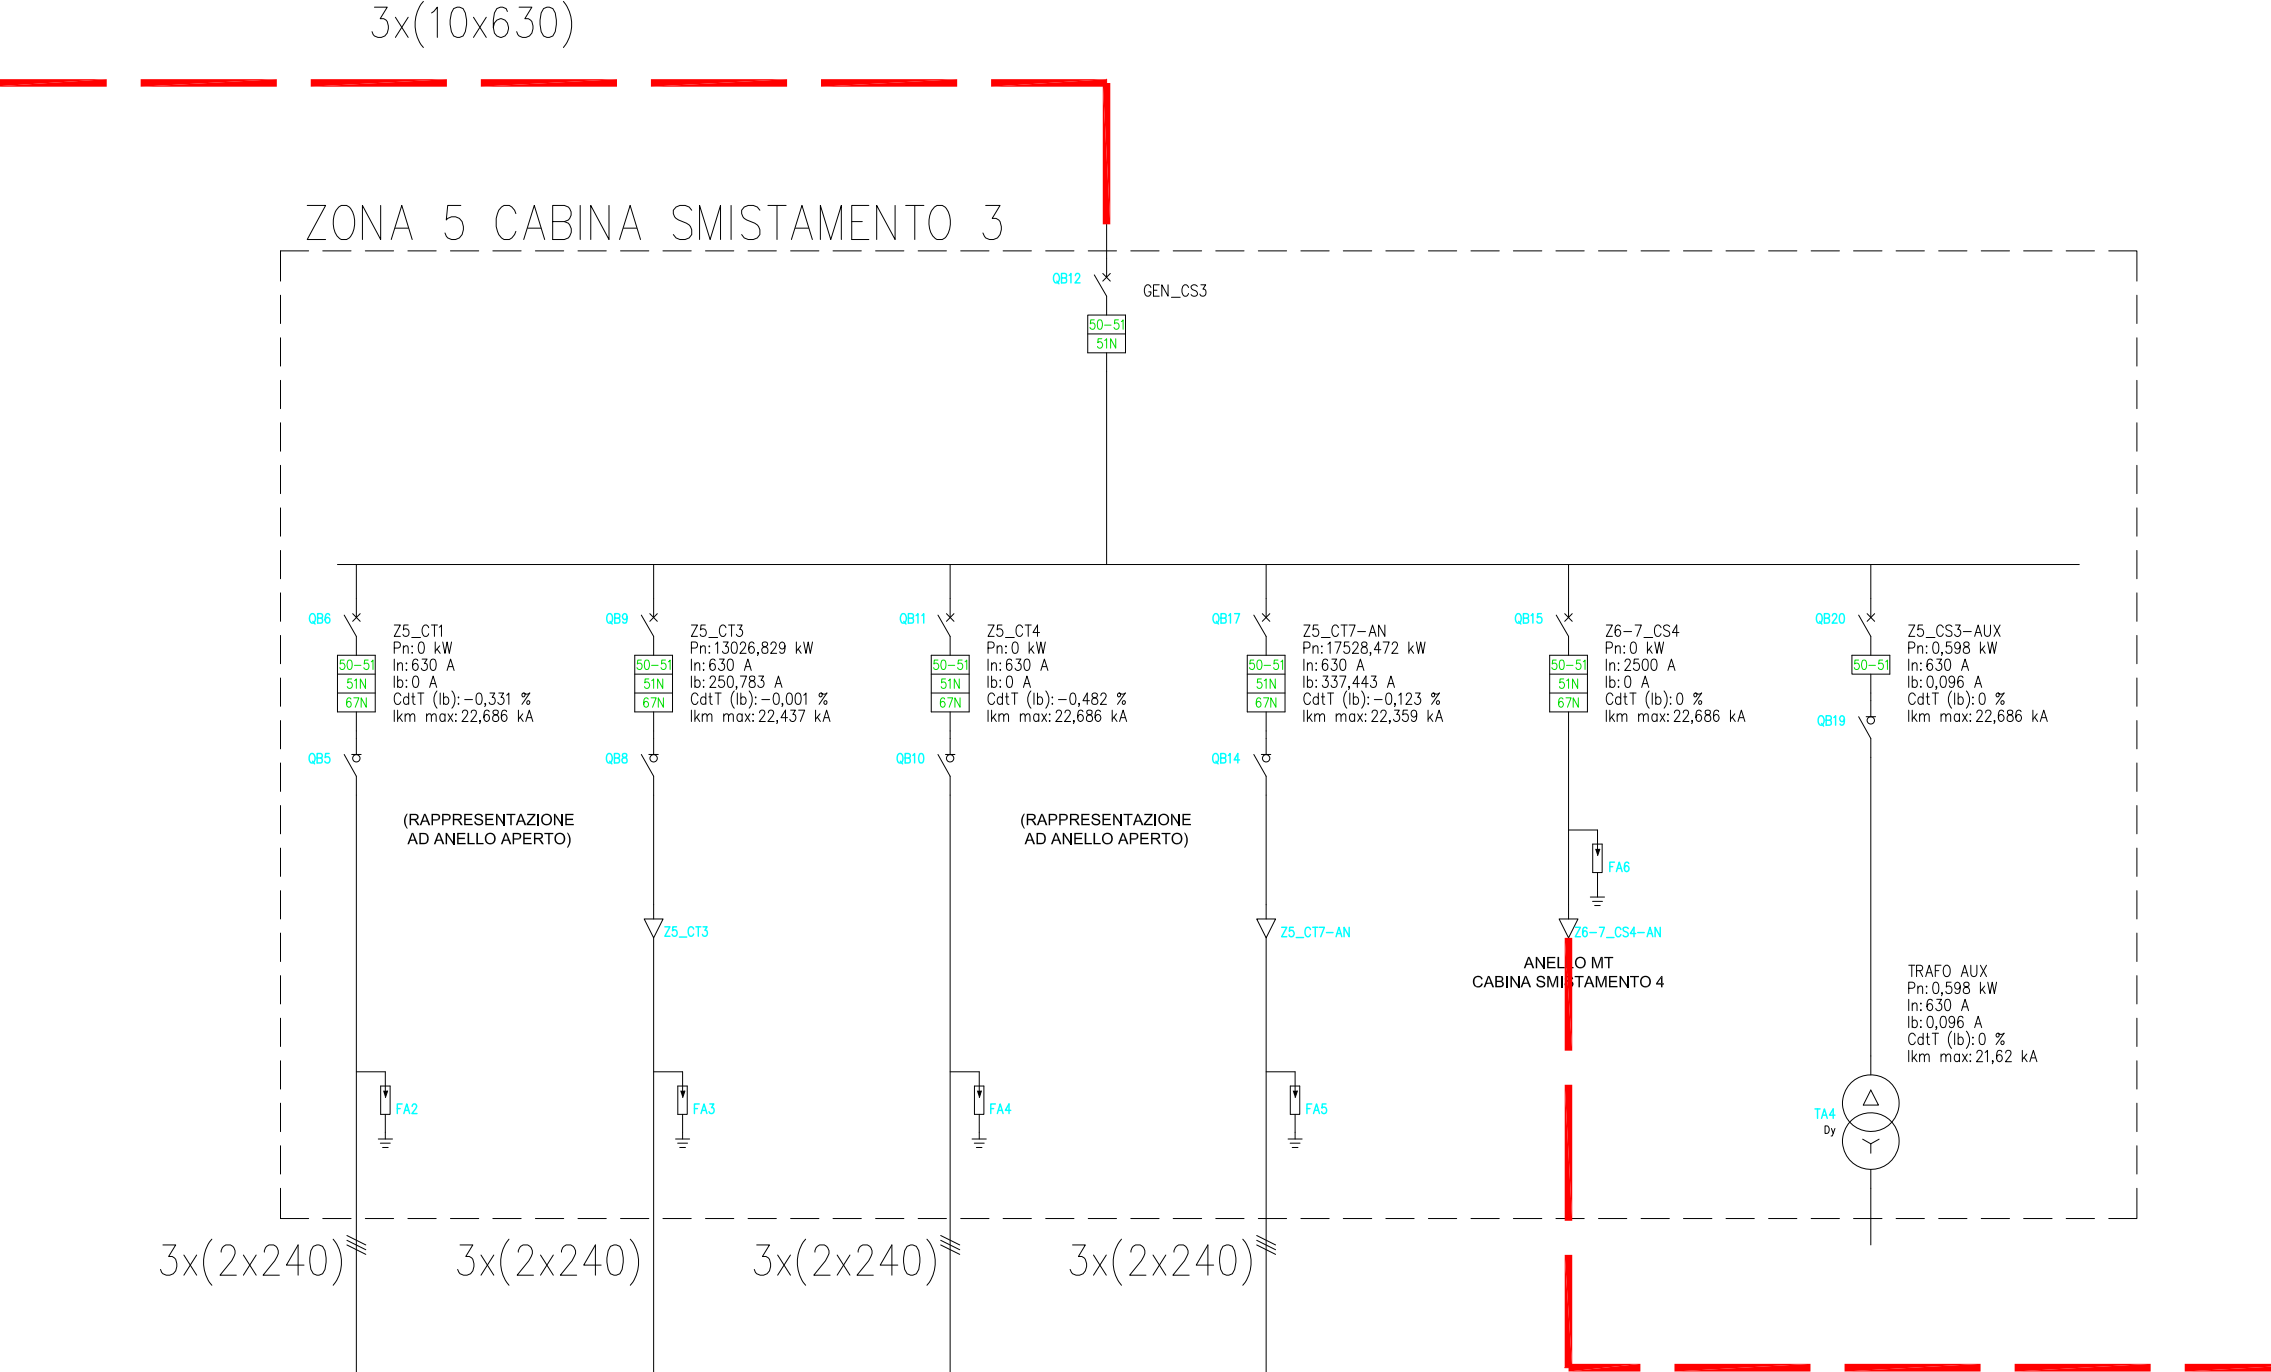 3x(10x630)
ZONA 5 CABINA SMISTAMENTO 3
QB12
GEN_CS3
50-51
51N
QB6
Z5_CT1
Pn:0 kW
In:630 A
Ib:0 A
CdtT (Ib):-0,331 %
Ikm max:22,686 kA
50-51
51N
67N
QB5
QB9
Z5_CT3
Pn:13026,829 kW
In:630 A
Ib:250,783 A
CdtT (Ib):-0,001 %
Ikm max:22,437 kA
50-51
51N
67N
QB8
QB11
Z5_CT4
Pn:0 kW
In:630 A
Ib:0 A
CdtT (Ib):-0,482 %
Ikm max:22,686 kA
50-51
51N
67N
QB10
QB17
Z5_CT7-AN
Pn:17528,472 kW
In:630 A
Ib:337,443 A
CdtT (Ib):-0,123 %
Ikm max:22,359 kA
50-51
51N
67N
QB14
QB15
Z6-7_CS4
Pn:0 kW
In:2500 A
Ib:0 A
CdtT (Ib):0 %
Ikm max:22,686 kA
50-51
51N
67N
QB20
Z5_CS3-AUX
Pn:0,598 kW
In:630 A
Ib:0,096 A
CdtT (Ib):0 %
Ikm max:22,686 kA
50-51
QB19
(RAPPRESENTAZIONE
AD ANELLO APERTO)
(RAPPRESENTAZIONE
AD ANELLO APERTO)
FA6
Z5_CT3
Z5_CT7-AN
Z6-7_CS4-AN
ANELLO MT
CABINA SMISTAMENTO 4
TRAFO AUX
Pn:0,598 kW
In:630 A
Ib:0,096 A
CdtT (Ib):0 %
Ikm max:21,62 kA
FA2
FA3
FA4
FA5
TA4
Dy
3x(2x240)
3x(2x240)
3x(2x240)
3x(2x240)